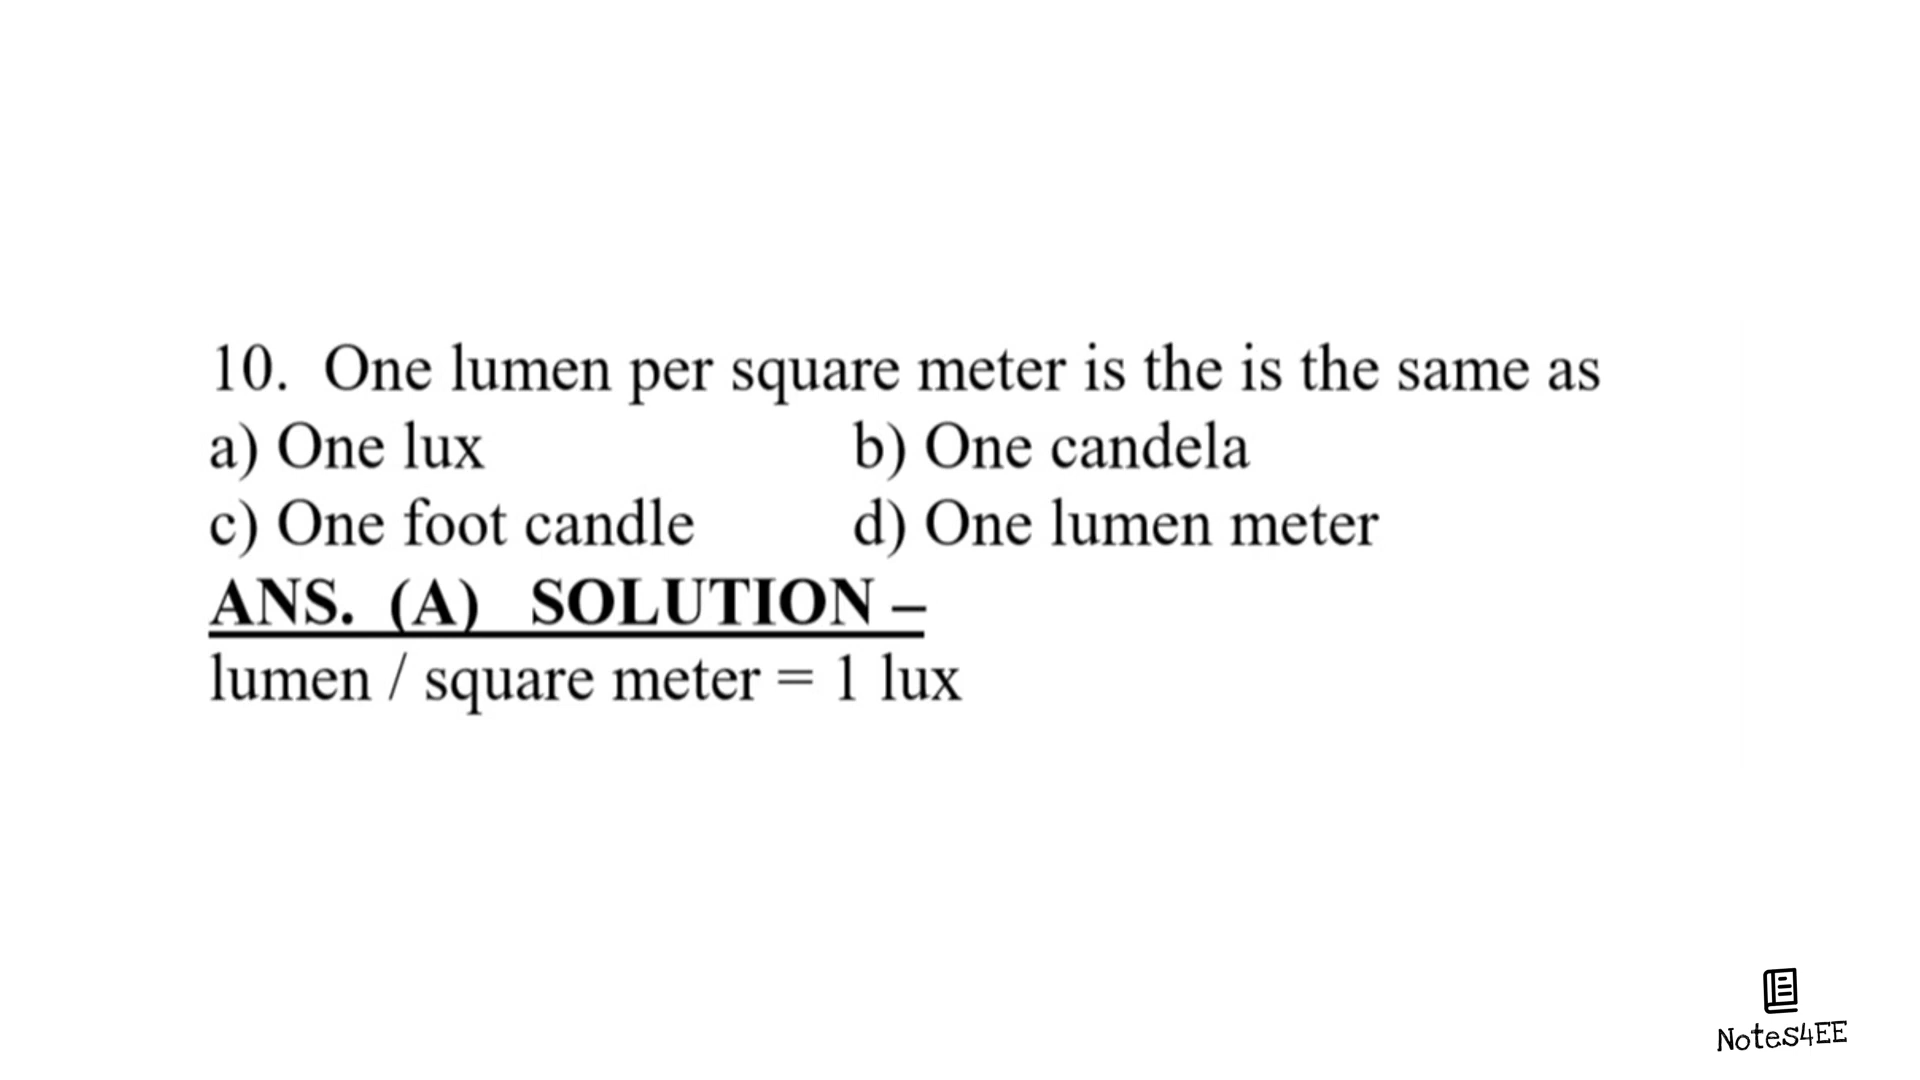 10. One lumen per square meter is the is the same as
a) One lux b) One candela
c) One foot candle d) One lumen meter
ANS. (A) SOLUTION –
lumen / square meter = 1 lux
Notes4EE